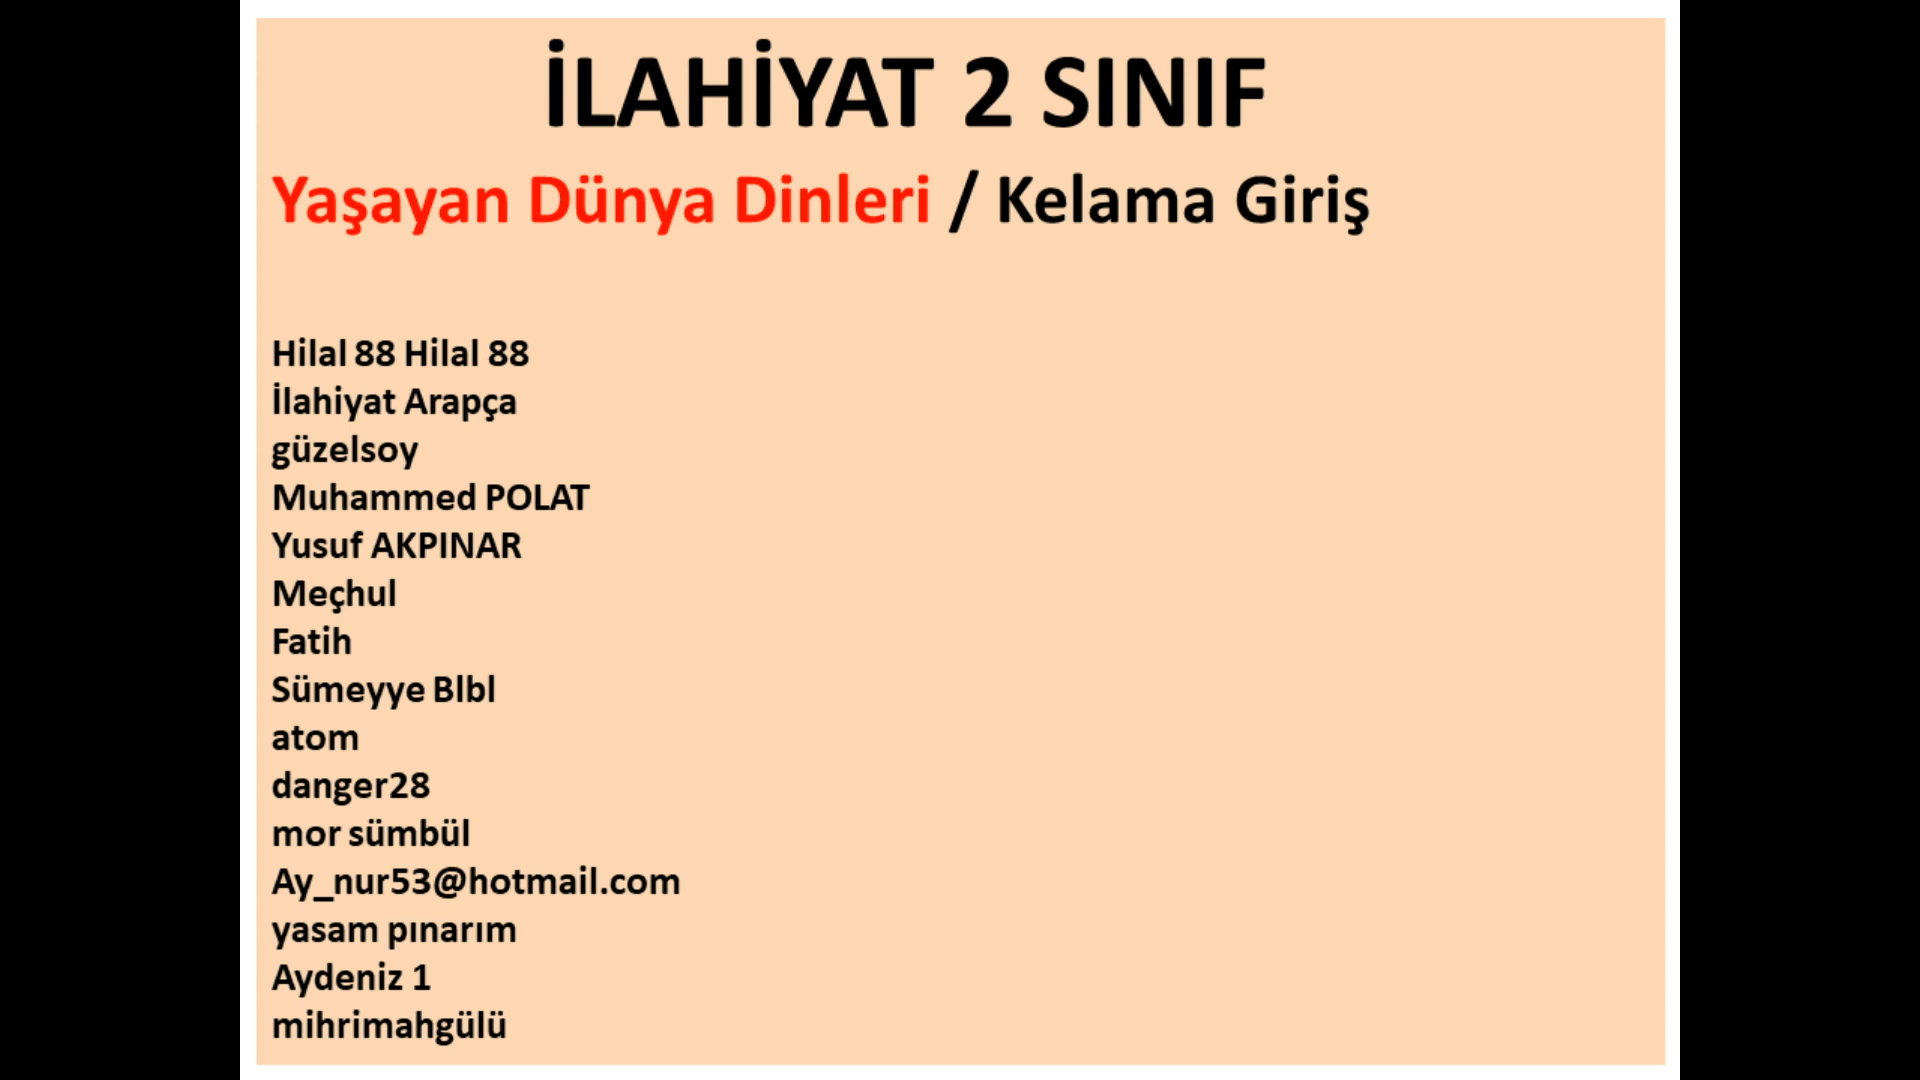 İLAHİYAT 2 SINIF
Yaşayan Dünya Dinleri / Kelama Giriş
Hilal 88 Hilal 88
İlahiyat Arapça
güzelsoy
Muhammed POLAT
Yusuf AKPINAR
Meçhul
Fatih
Sümeyye Blbl
atom
danger28
mor sümbül
Ay_nur53@hotmail.com
yasam pınarım
Aydeniz 1
mihrimahgülü